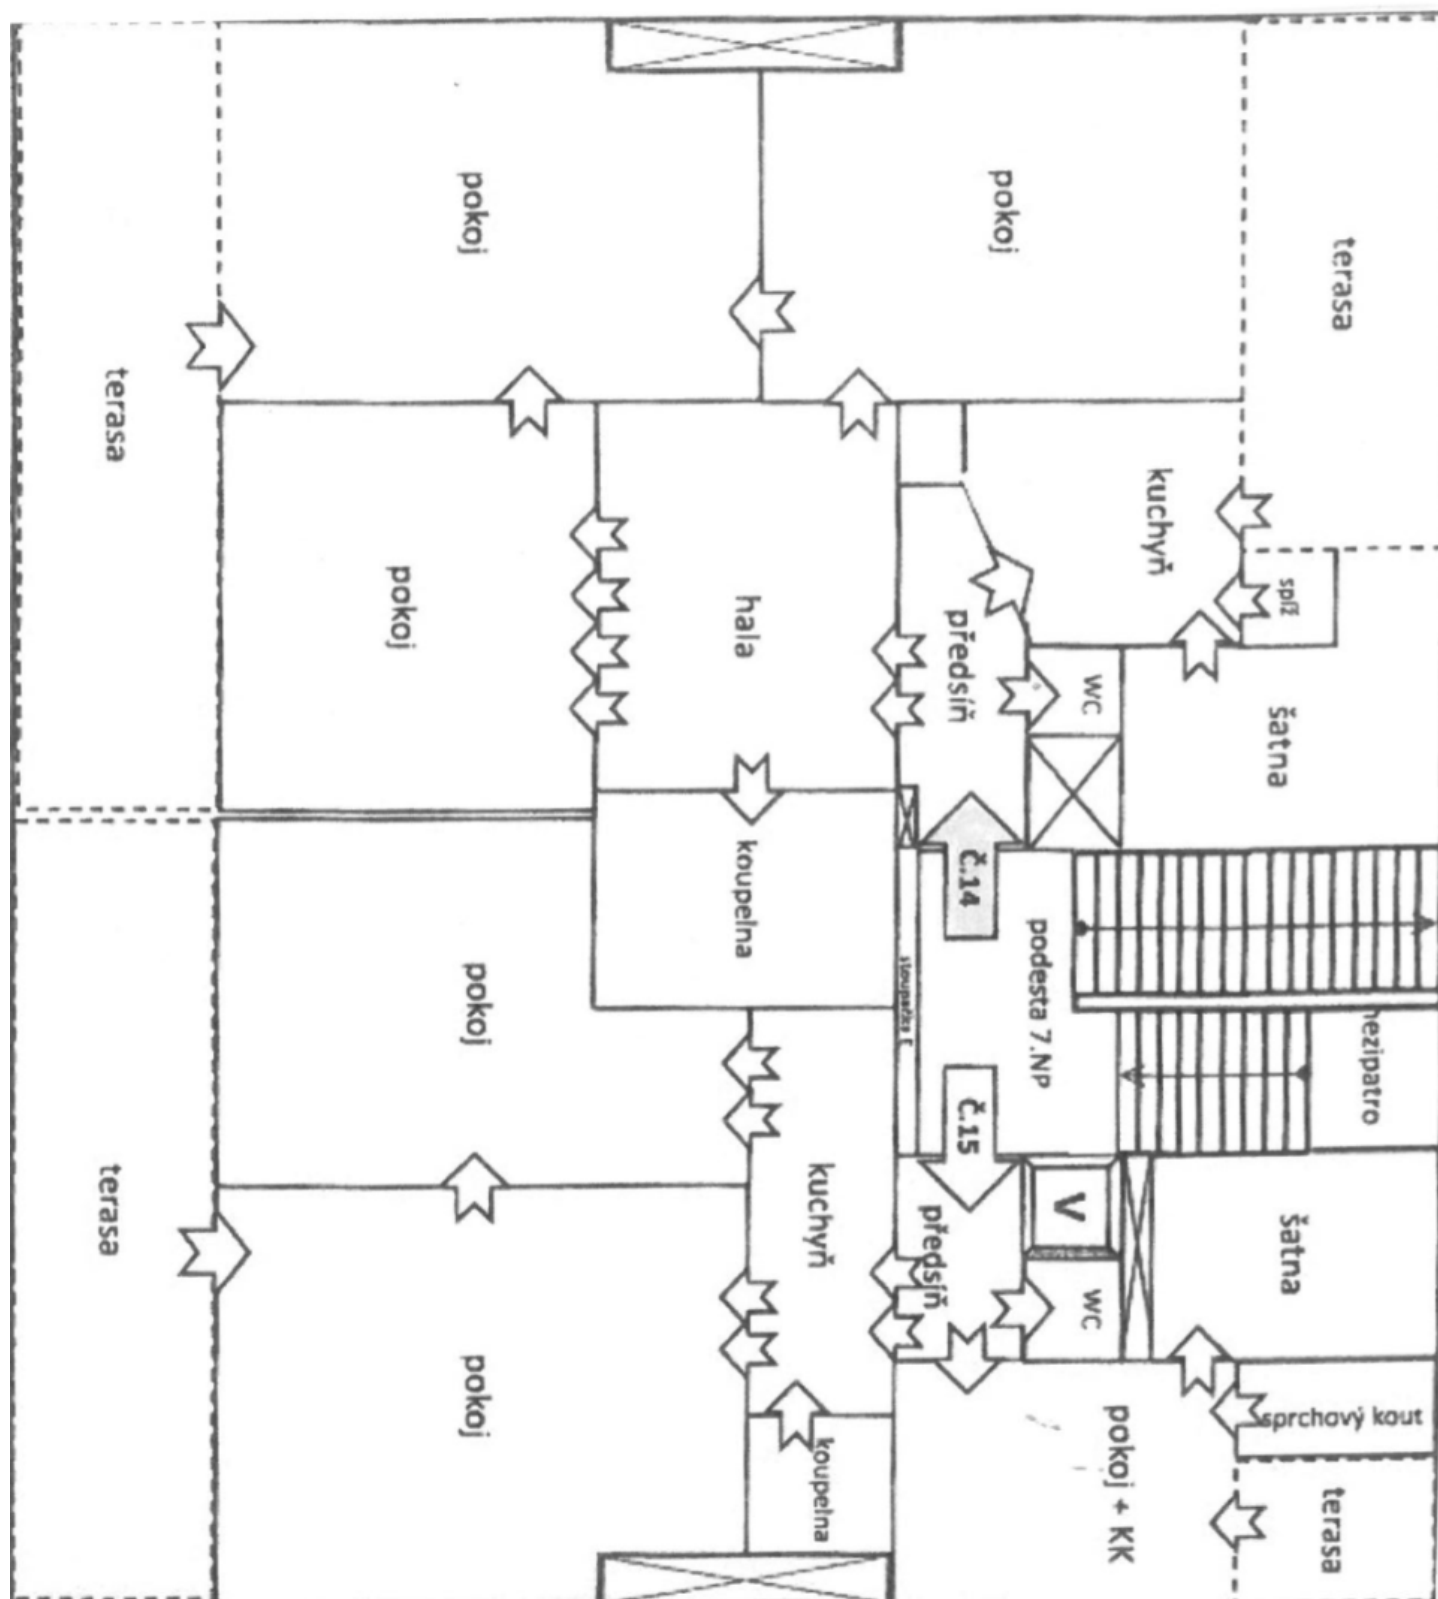 pokoj
pokoj
terasa
terasa
kuchyň
spíž
pokoj
hala
předsíň
WC
šatna
koupelna
č.14
podesta 7.NP
pokoj
č.15
kuchyň
předsíň
V
WC
šatna
terasa
pokoj
koupelna
pokoj + KK
sprchový kout
terasa